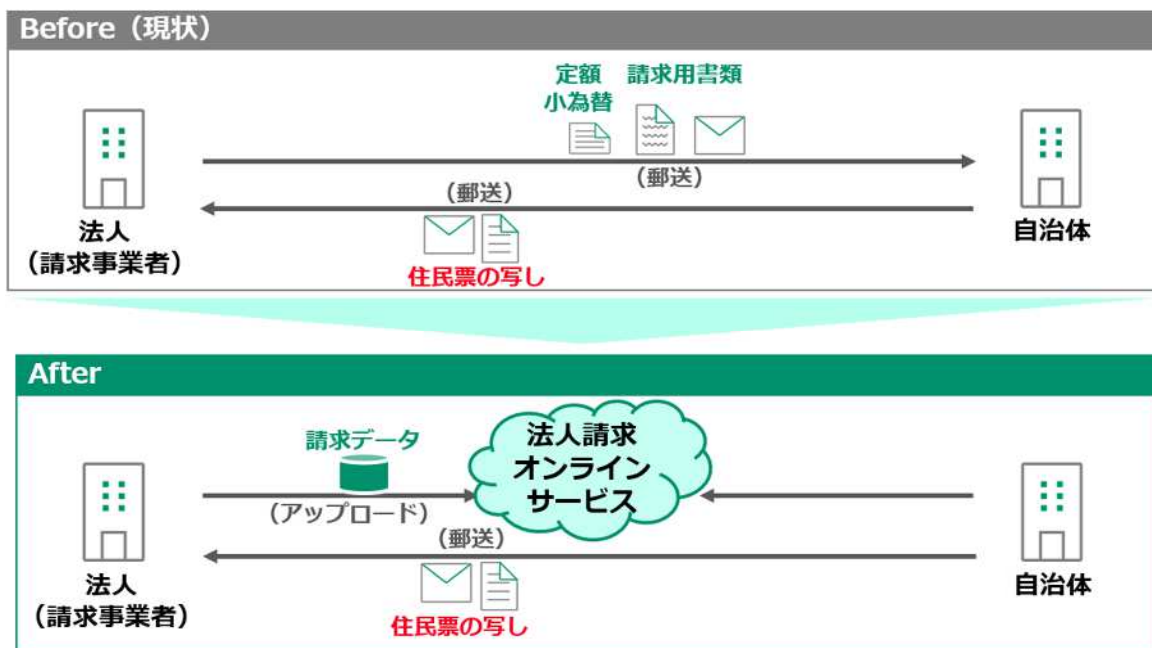 Before（現状）
定額
小為替
請求用書類
（郵送）
（郵送）
法人
（請求事業者）
自治体
住民票の写し
After
請求データ
（アップロード）
法人請求
オンライン
サービス
（郵送）
法人
（請求事業者）
自治体
住民票の写し